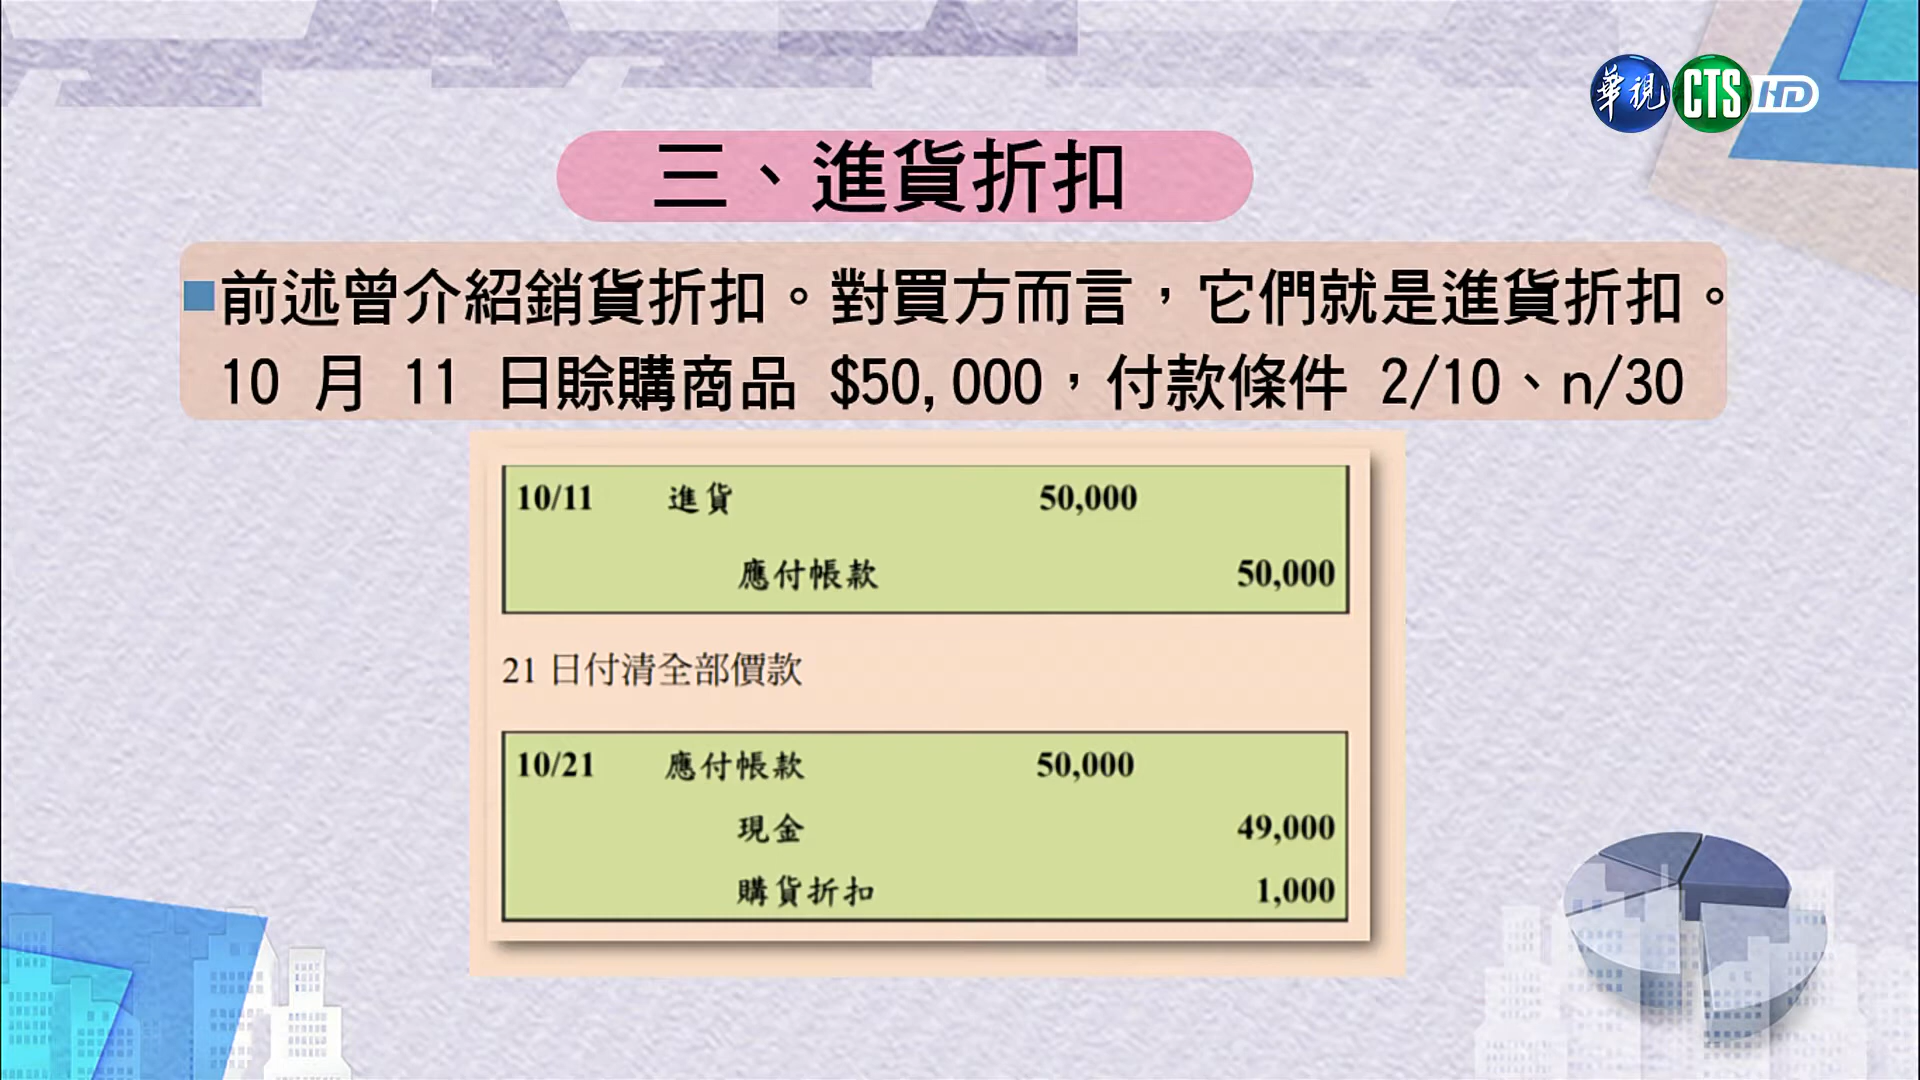 華視 CTS HD
三、進貨折扣
前述曾介紹銷貨折扣。對買方而言，它們就是進貨折扣。
10 月 11 日賒購商品 $50,000，付款條件 2/10、n/30
10/11 進貨 50,000
應付帳款 50,000
21 日付清全部價款
10/21 應付帳款 50,000
現金 49,000
購貨折扣 1,000